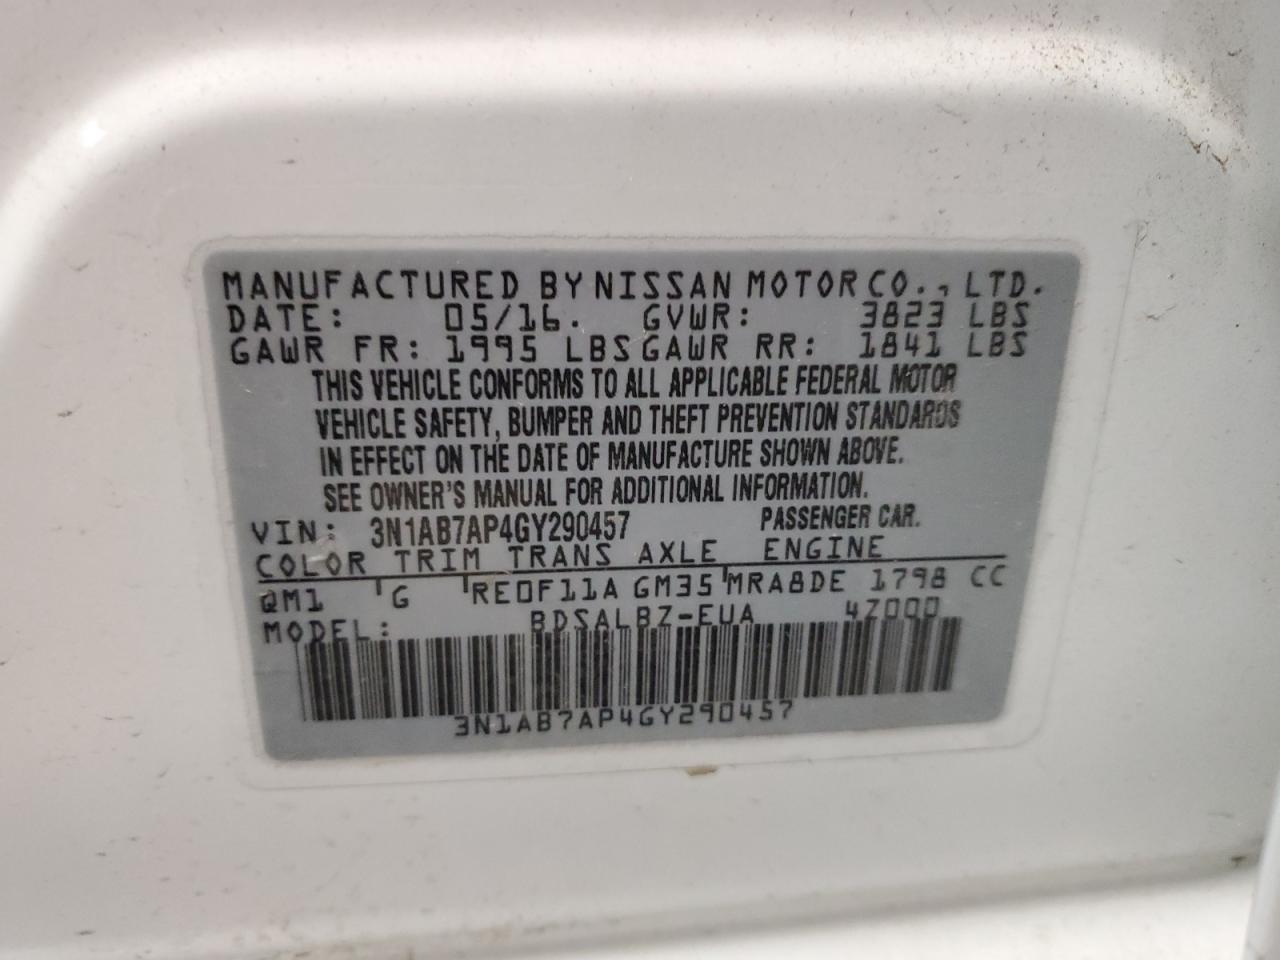 MANUFACTURED BY NISSAN MOTOR CO., LTD.
DATE: 05/16. GVWR: 3823 LBS
GAWR FR: 1995 LBS GAWR RR: 1841 LBS
THIS VEHICLE CONFORMS TO ALL APPLICABLE FEDERAL MOTOR
VEHICLE SAFETY, BUMPER AND THEFT PREVENTION STANDARDS
IN EFFECT ON THE DATE OF MANUFACTURE SHOWN ABOVE.
SEE OWNER'S MANUAL FOR ADDITIONAL INFORMATION.
VIN: 3N1AB7AP4GY290457 PASSENGER CAR.
COLOR TRIM TRANS AXLE ENGINE
QM1 G RE0F11A GM35 MRA8DE 1798 CC
MODEL: BDSALBZ-EUA 4Z000
3N1AB7AP4GY290457